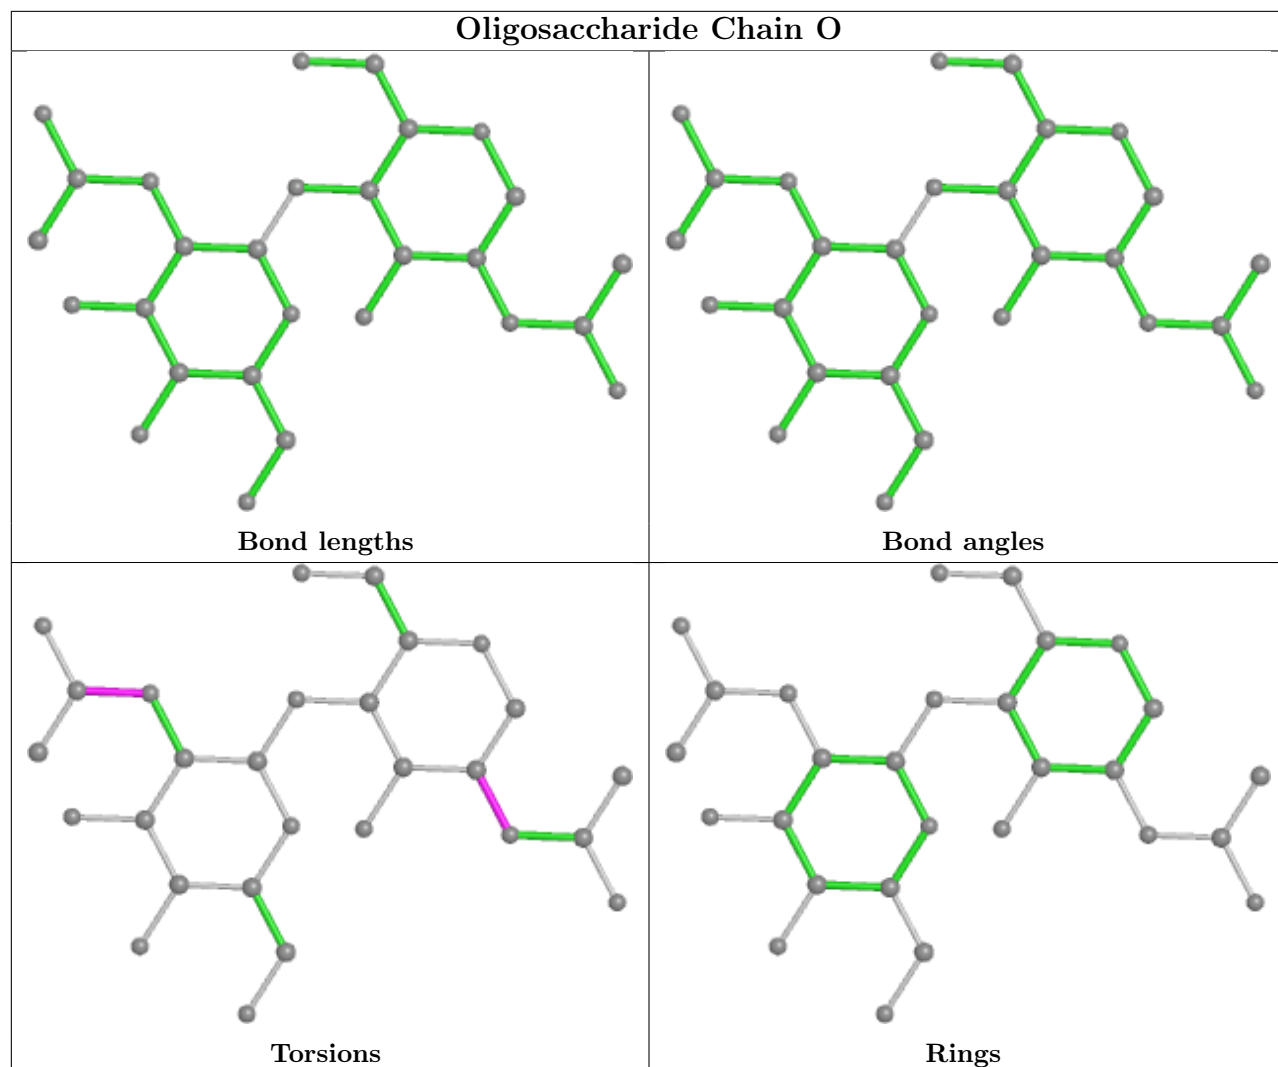 Oligosaccharide Chain O
Bond lengths
Bond angles
Torsions
Rings